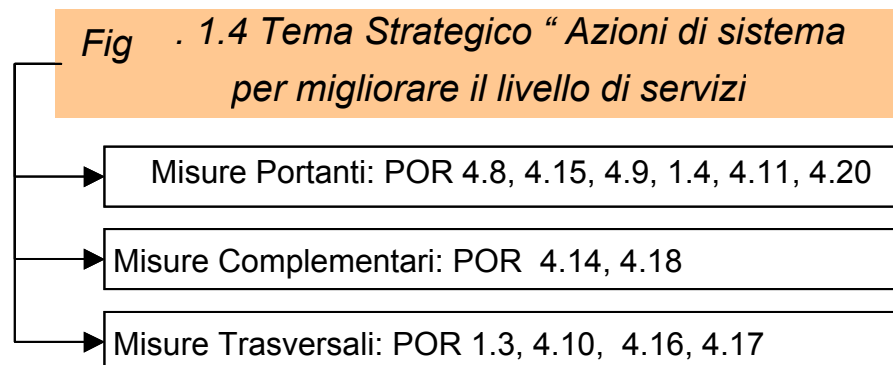 Fig . 1.4 Tema Strategico “ Azioni di sistema
per migliorare il livello di servizi
Misure Portanti: POR 4.8, 4.15, 4.9, 1.4, 4.11, 4.20
Misure Complementari: POR 4.14, 4.18
Misure Trasversali: POR 1.3, 4.10, 4.16, 4.17